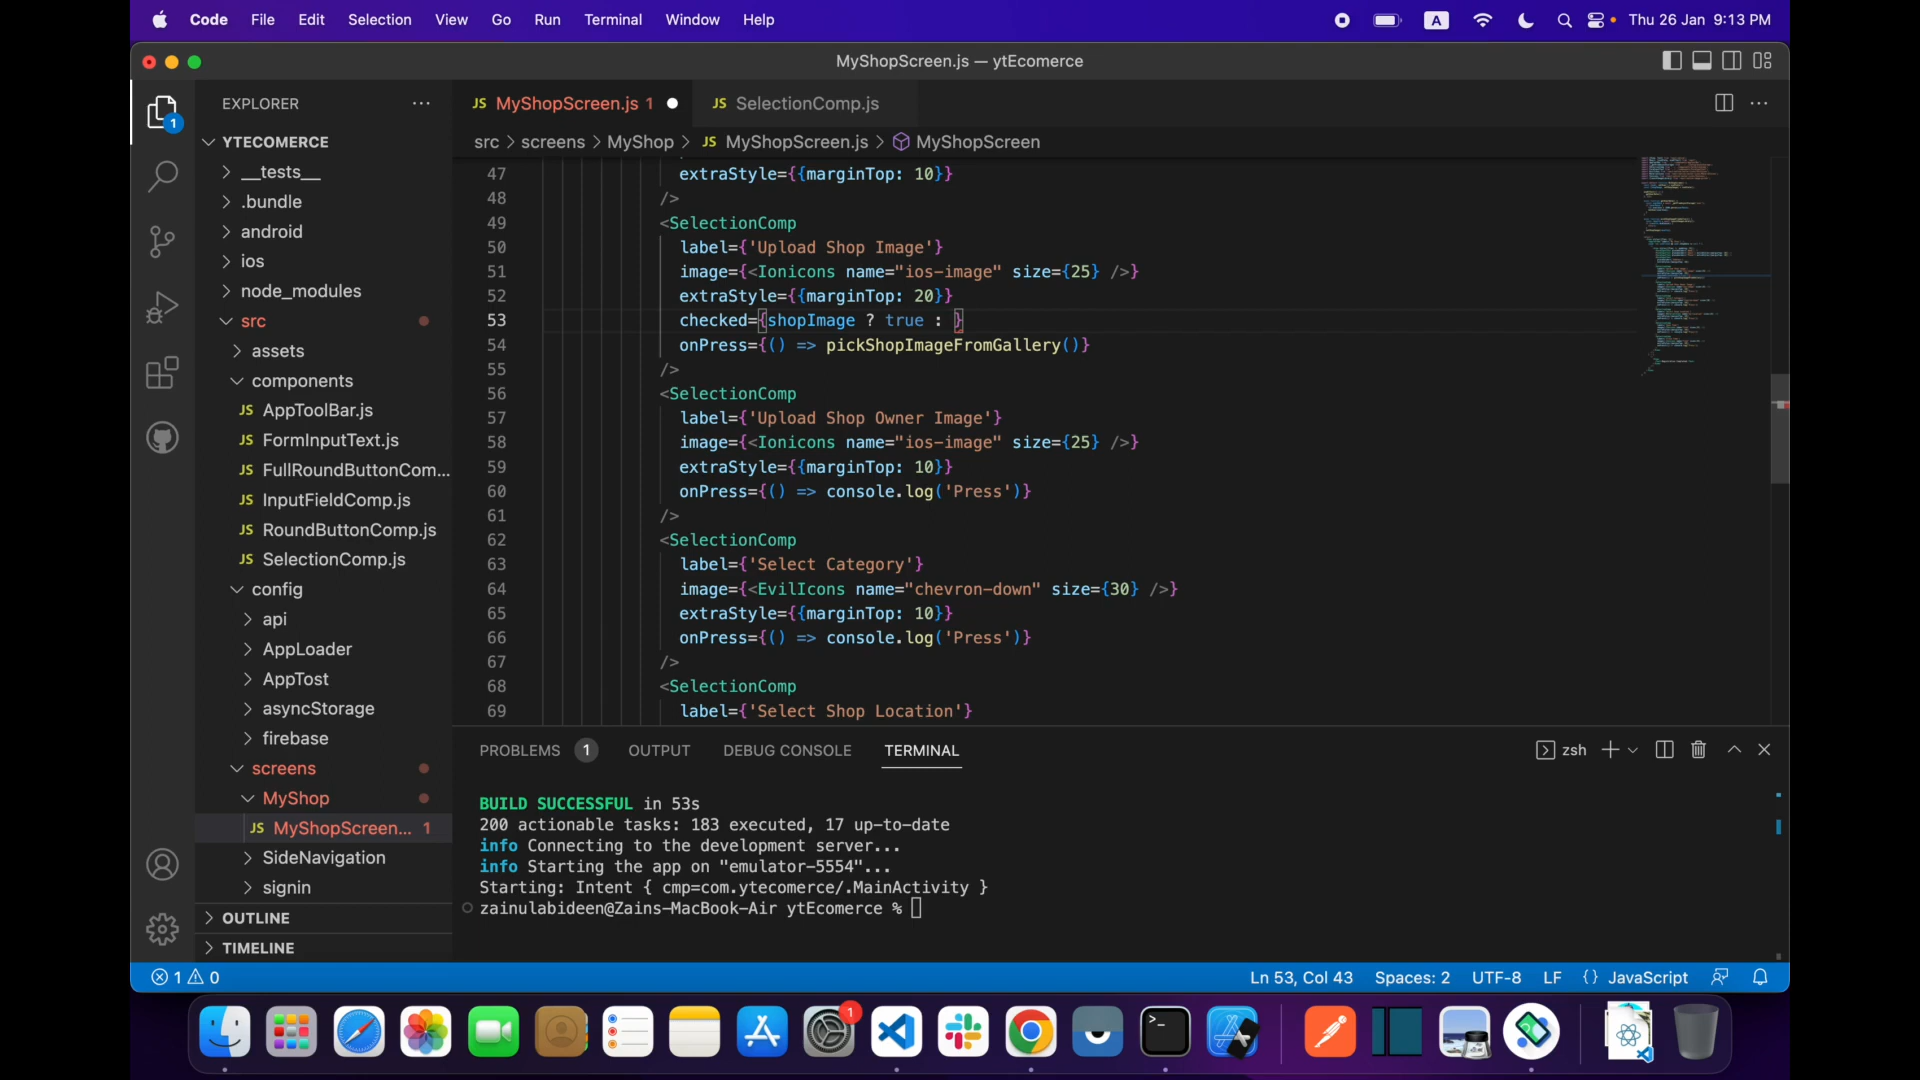 Code File Edit Selection View Go Run Terminal Window Help A Thu 26 Jan 9:13 PM
MyShopScreen.js — ytEcomerce
EXPLORER
JS MyShopScreen.js 1 JS SelectionComp.js
1
YTECOMERCE
src > screens > MyShop > JS MyShopScreen.js > MyShopScreen
__tests__
.bundle
android
ios
node_modules
src
assets
components
JS AppToolBar.js
JS FormInputText.js
JS FullRoundButtonCom...
JS InputFieldComp.js
JS RoundButtonComp.js
JS SelectionComp.js
config
api
AppLoader
AppTost
asyncStorage
firebase
screens
MyShop
JS MyShopScreen... 1
SideNavigation
signin
OUTLINE
TIMELINE
47 extraStyle={{marginTop: 10}}
48 />
49 <SelectionComp
50 label={'Upload Shop Image'}
51 image={<Ionicons name="ios-image" size={25} />}
52 extraStyle={{marginTop: 20}}
53 checked={shopImage ? true : }
54 onPress={() => pickShopImageFromGallery()}
55 />
56 <SelectionComp
57 label={'Upload Shop Owner Image'}
58 image={<Ionicons name="ios-image" size={25} />}
59 extraStyle={{marginTop: 10}}
60 onPress={() => console.log('Press')}
61 />
62 <SelectionComp
63 label={'Select Category'}
64 image={<EvilIcons name="chevron-down" size={30} />}
65 extraStyle={{marginTop: 10}}
66 onPress={() => console.log('Press')}
67 />
68 <SelectionComp
69 label={'Select Shop Location'}
PROBLEMS 1 OUTPUT DEBUG CONSOLE TERMINAL zsh
BUILD SUCCESSFUL in 53s
200 actionable tasks: 183 executed, 17 up-to-date
info Connecting to the development server...
info Starting the app on "emulator-5554"...
Starting: Intent { cmp=com.ytecomerce/.MainActivity }
zainulabideen@Zains-MacBook-Air ytEcomerce %
1 0 Ln 53, Col 43 Spaces: 2 UTF-8 LF {} JavaScript
1